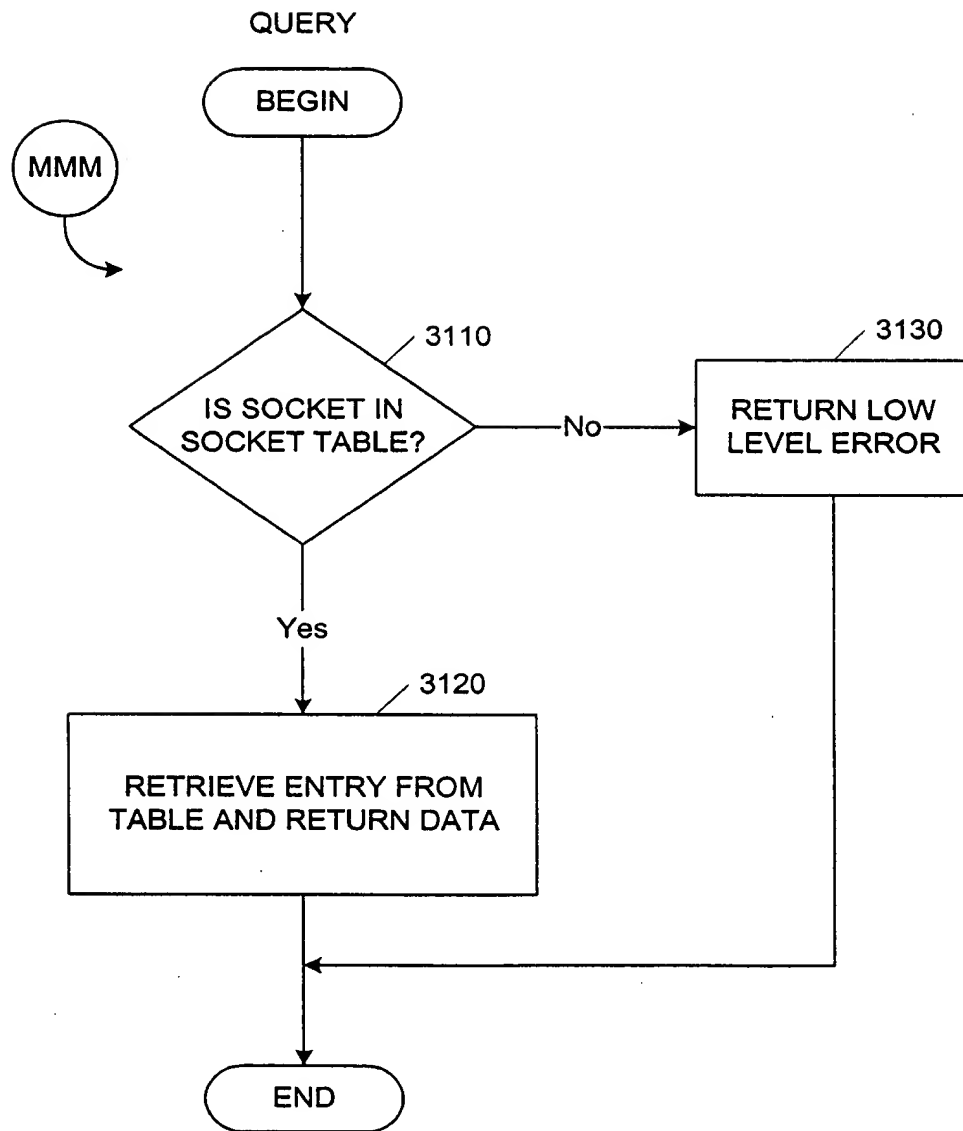 QUERY
BEGIN
MMM
3110
IS SOCKET IN
SOCKET TABLE?
No
3130
RETURN LOW
LEVEL ERROR
Yes
3120
RETRIEVE ENTRY FROM
TABLE AND RETURN DATA
END